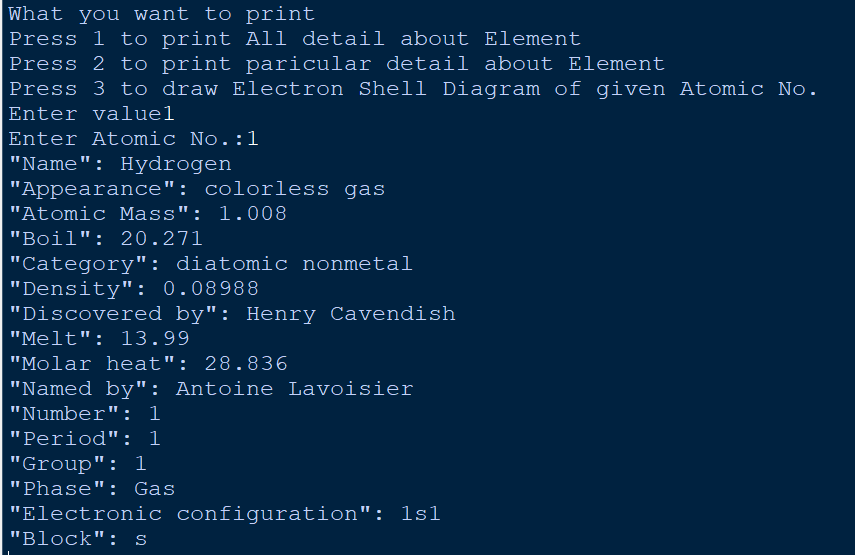 What you want to print
Press 1 to print All detail about Element
Press 2 to print paricular detail about Element
Press 3 to draw Electron Shell Diagram of given Atomic No.
Enter value1
Enter Atomic No.:1
"Name": Hydrogen
"Appearance": colorless gas
"Atomic Mass": 1.008
"Boil": 20.271
"Category": diatomic nonmetal
"Density": 0.08988
"Discovered by": Henry Cavendish
"Melt": 13.99
"Molar heat": 28.836
"Named by": Antoine Lavoisier
"Number": 1
"Period": 1
"Group": 1
"Phase": Gas
"Electronic configuration": 1s1
"Block": s